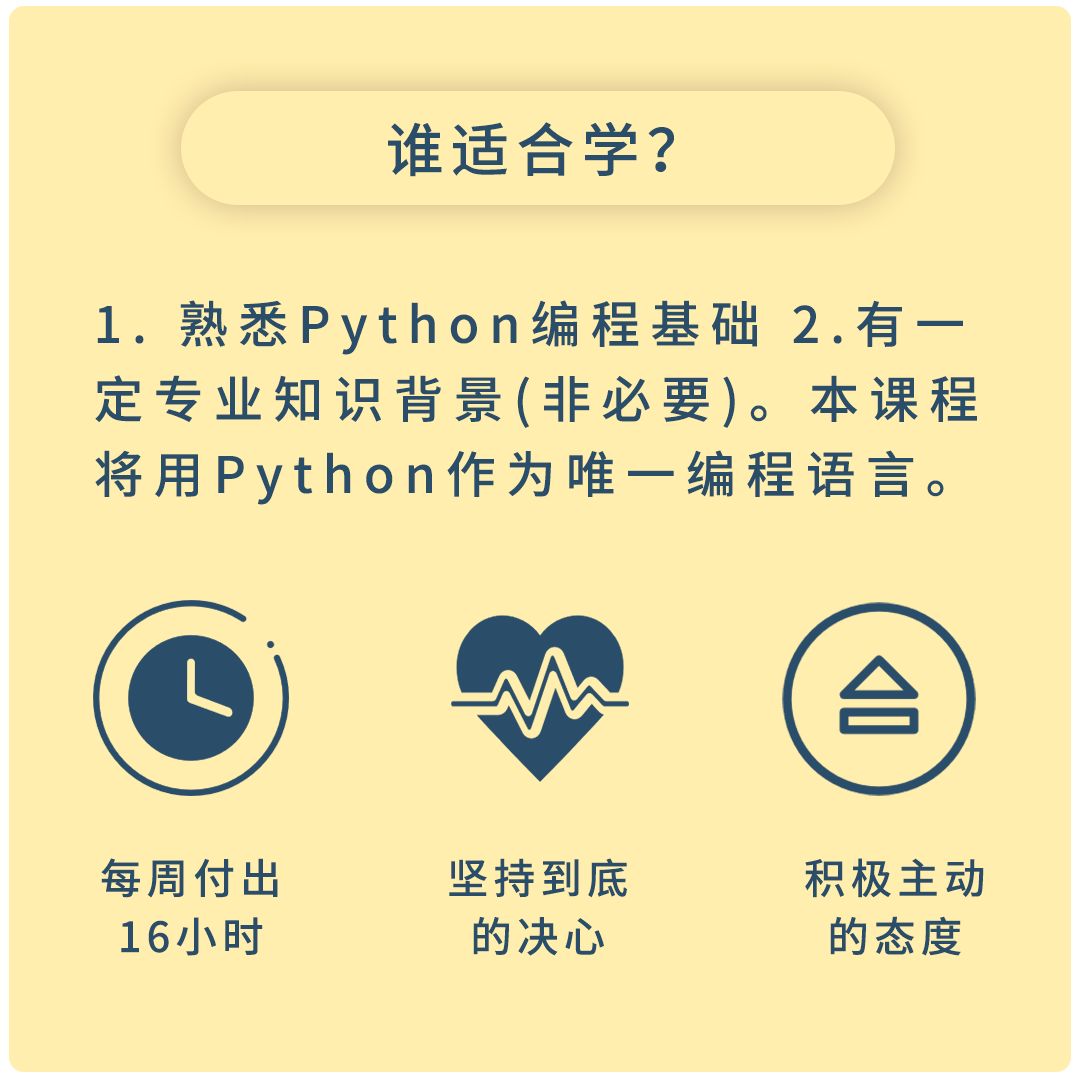 谁适合学?
1. 熟悉Python编程基础 2.有一
定专业知识背景(非必要)。本课程
将用Python作为唯一编程语言。
每周付出
16小时
坚持到底
的决心
积极主动
的态度